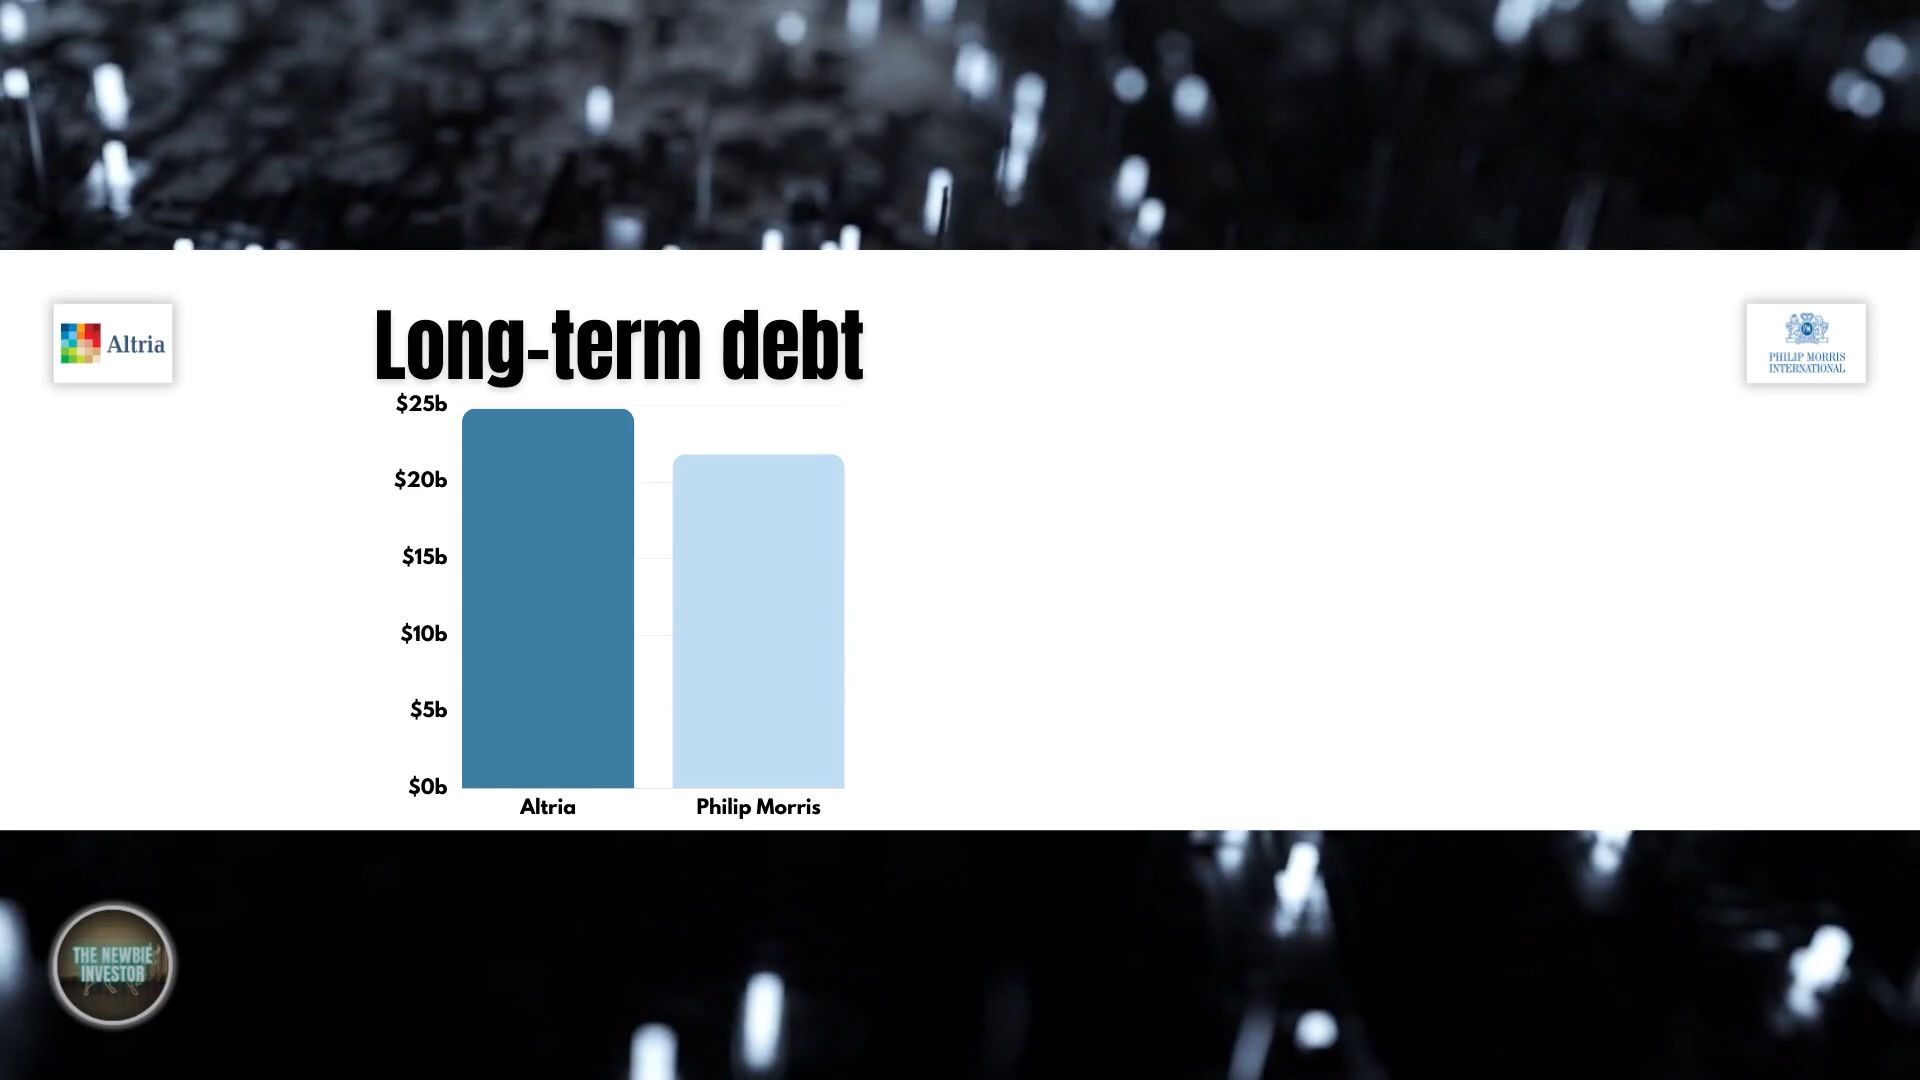 Altria
Long-term debt
PHILIP MORRIS
INTERNATIONAL
$25b
$20b
$15b
$10b
$5b
$0b
Altria
Philip Morris
THE NEWBIE
INVESTOR